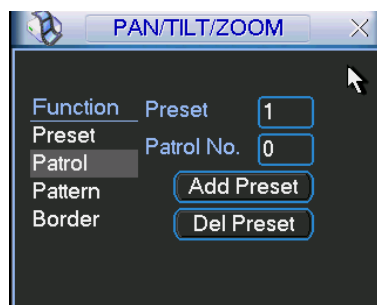 PAN/TILT/ZOOM
Function
Preset
Patrol
Pattern
Border
Preset 1
Patrol No. 0
Add Preset
Del Preset